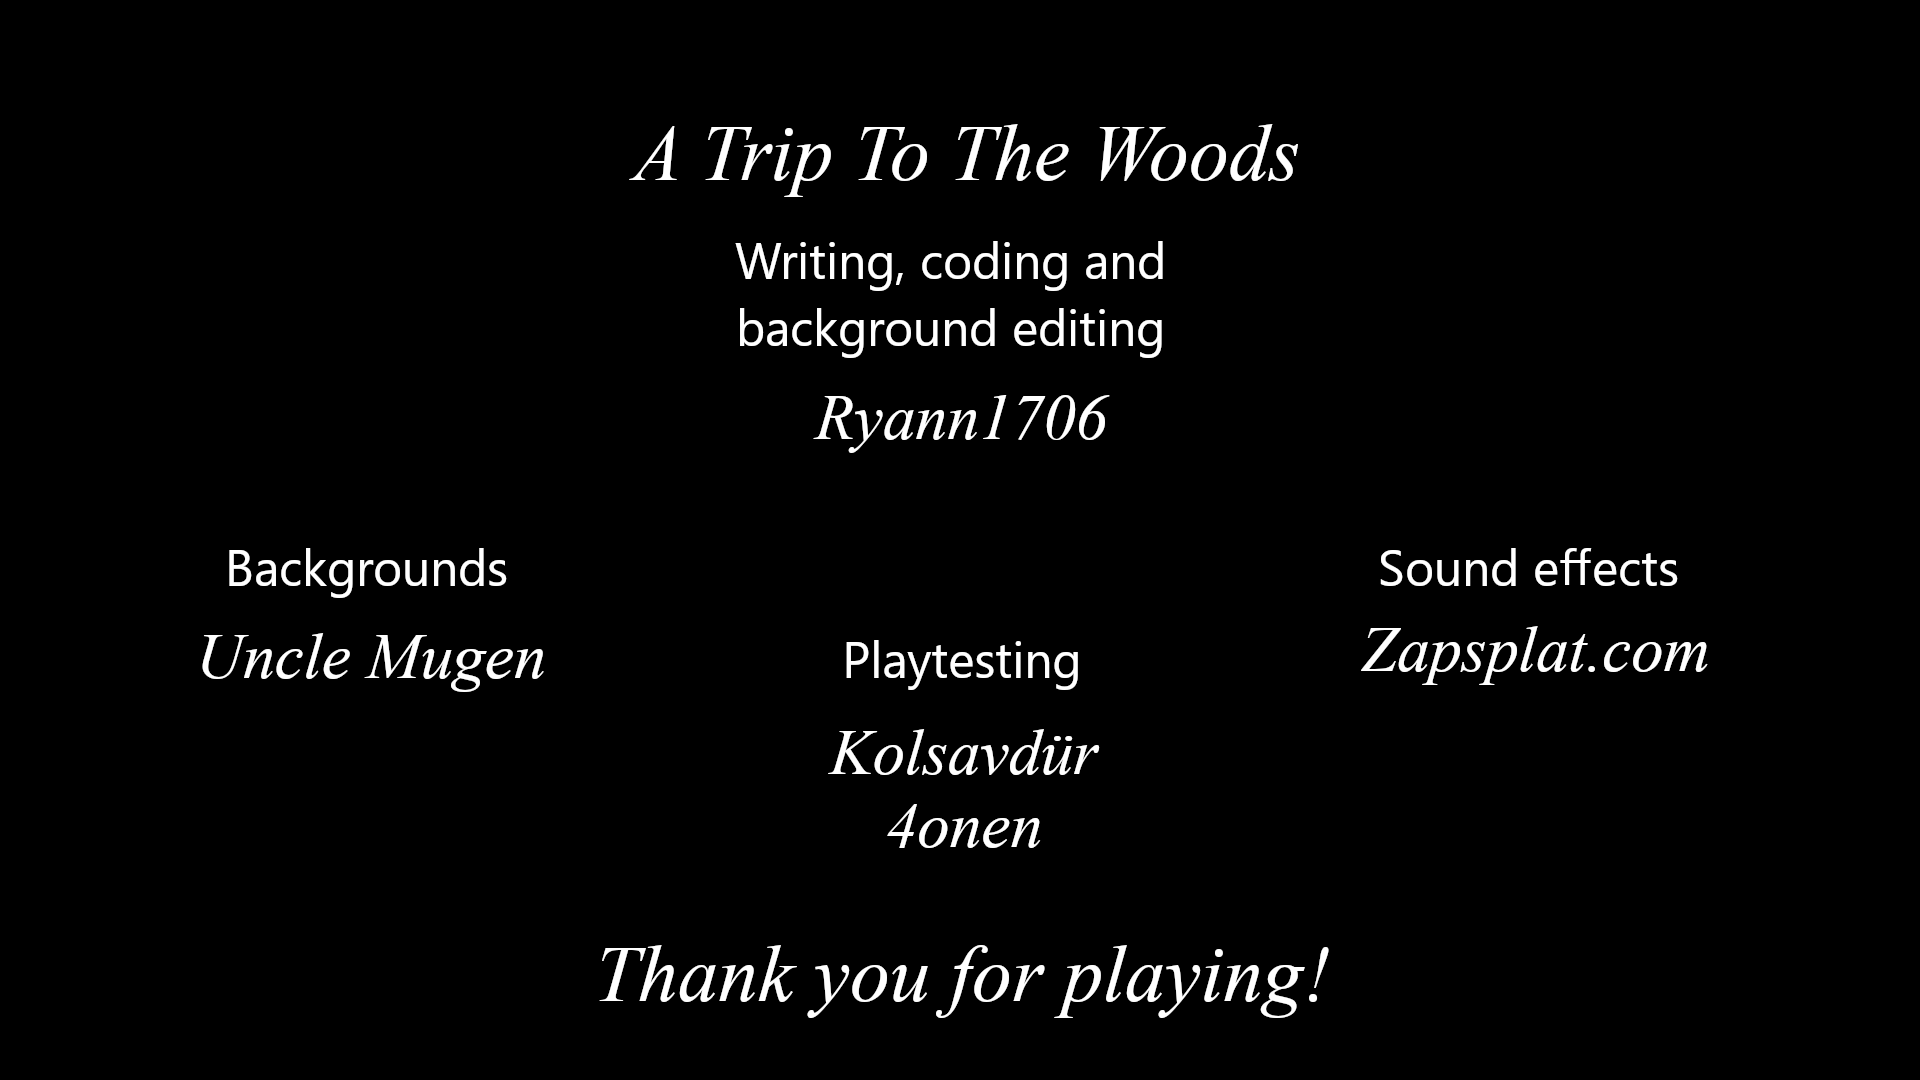 A Trip To The Woods
Writing, coding and
background editing
Ryann1706
Backgrounds
Uncle Mugen
Sound effects
Zapsplat.com
Playtesting
Kolsavdür
4onen
Thank you for playing!